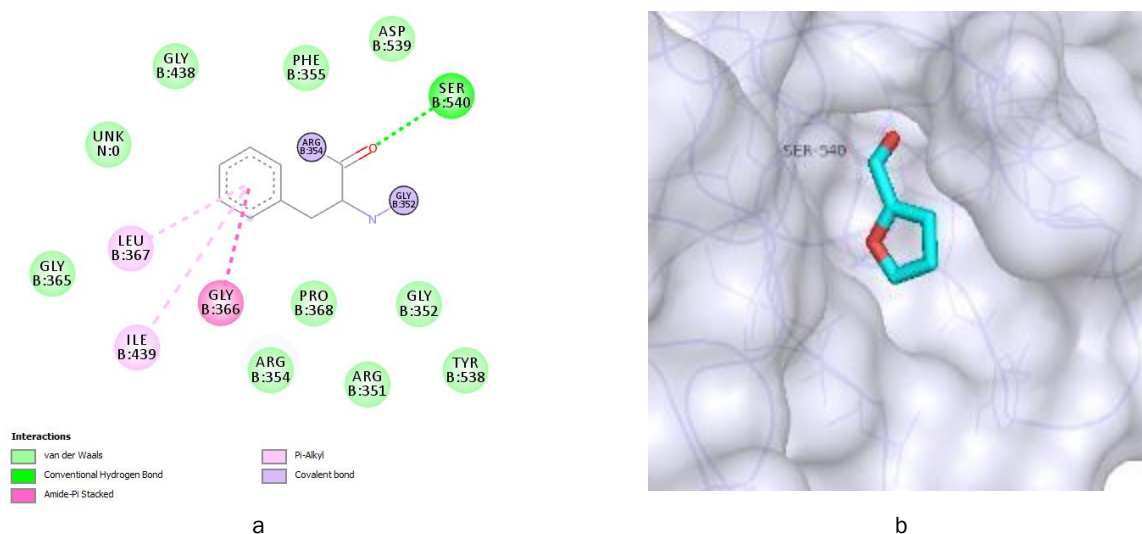 ASP
B:539
GLY
B:438
PHE
B:355
SER
B:540
UNK
N:0
ARG
B:354
O
GLY
B:352
N
LEU
B:367
GLY
B:365
GLY
B:366
PRO
B:368
GLY
B:352
ILE
B:439
ARG
B:354
ARG
B:351
TYR
B:538
Interactions
van der Waals
Conventional Hydrogen Bond
Amide-Pi Stacked
Pi-Alkyl
Covalent bond
a
SER-540
b